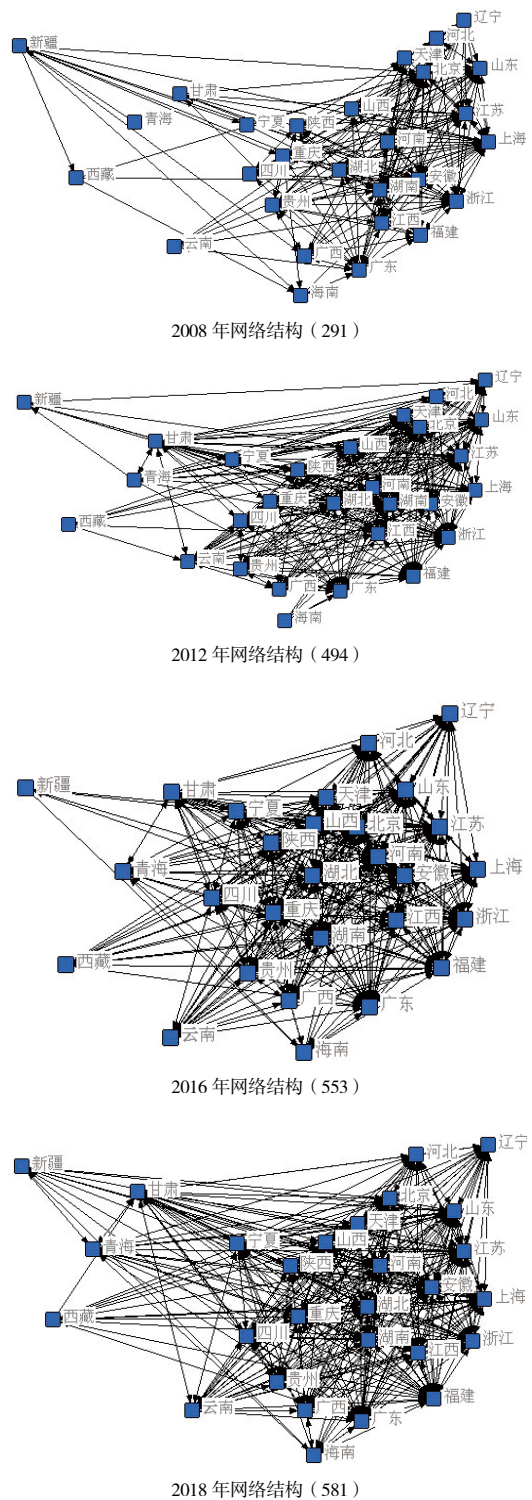 辽宁
河北
新疆
天津
北京
山东
甘肃
山西
江苏
青海
宁夏
陕西
河南
上海
重庆
四川
湖北
西藏
安徽
湖南
贵州
浙江
江西
云南
福建
广西
广东
海南
2008 年网络结构（291）
辽宁
河北
新疆
天津
山东
北京
甘肃
山西
江苏
宁夏
陕西
青海
河南
上海
重庆
湖北
湖南
安徽
四川
西藏
江西
浙江
云南
贵州
福建
广西
广东
海南
2012 年网络结构（494）
辽宁
河北
新疆
甘肃
天津
山东
宁夏
山西
北京
江苏
陕西
河南
青海
湖北
安徽
上海
四川
重庆
江西
浙江
湖南
西藏
贵州
福建
广西
广东
云南
海南
2016 年网络结构（553）
辽宁
河北
新疆
甘肃
北京
山东
天津
青海
宁夏
山西
江苏
陕西
河南
安徽
上海
湖北
西藏
重庆
四川
湖南
浙江
江西
贵州
福建
云南
广西
广东
海南
2018 年网络结构（581）